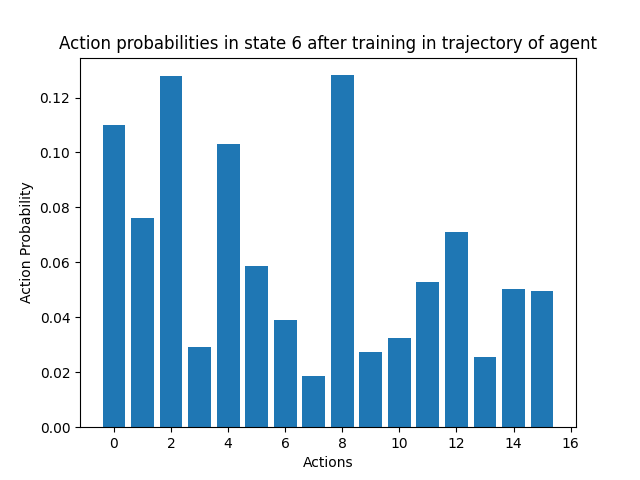 Action probabilities in state 6 after training in trajectory of agent
0.12
0.10
0.08
0.06
0.04
0.02
0.00
Action Probability
0 2 4 6 8 10 12 14 16
Actions